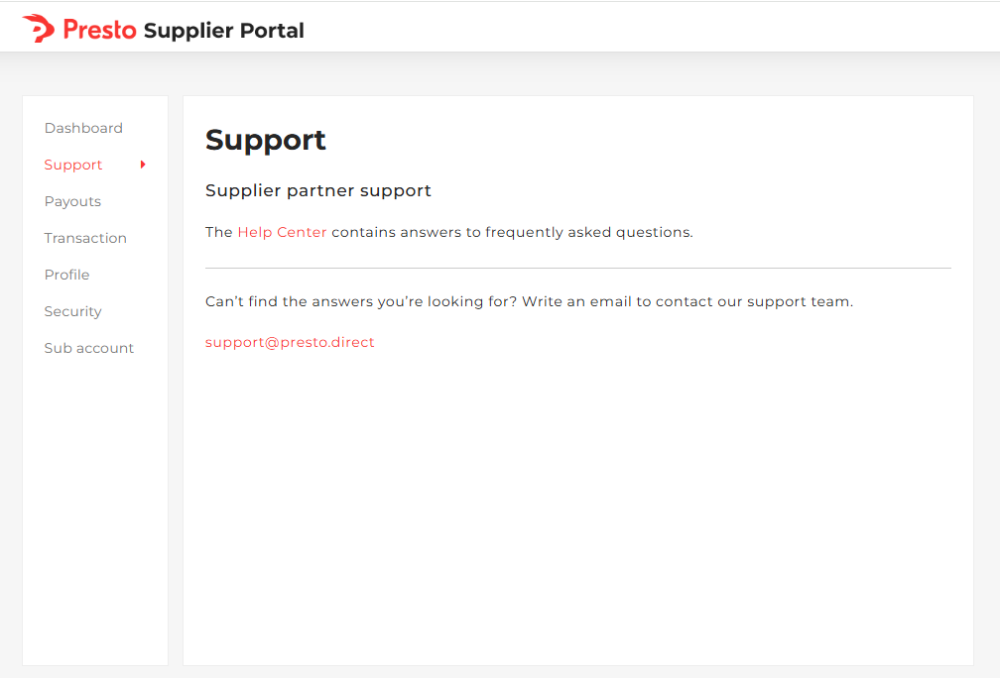 Presto Supplier Portal
Dashboard
Support
Payouts
Transaction
Profile
Security
Sub account
Support
Supplier partner support
The Help Center contains answers to frequently asked questions.
Can’t find the answers you’re looking for? Write an email to contact our support team.
support@presto.direct